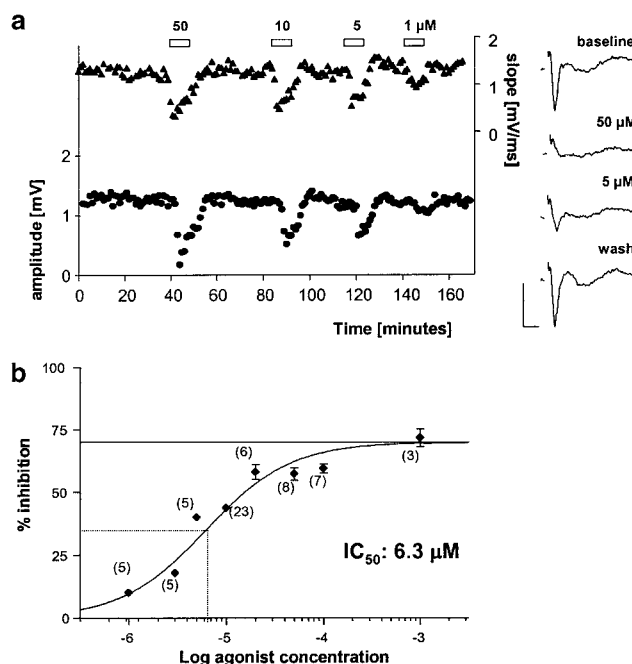 a
50 10 5 1 µM
2
1
0
slope [mV/ms]
2
1
0
amplitude [mV]
0 20 40 60 80 100 120 140 160
Time [minutes]
baseline
50 µM
5 µM
wash
b
100
75
50
25
0
% inhibition
(5)
(5)
(5)
(23)
(6)
(8)
(7)
(3)
IC50: 6.3 µM
-6 -5 -4 -3
Log agonist concentration